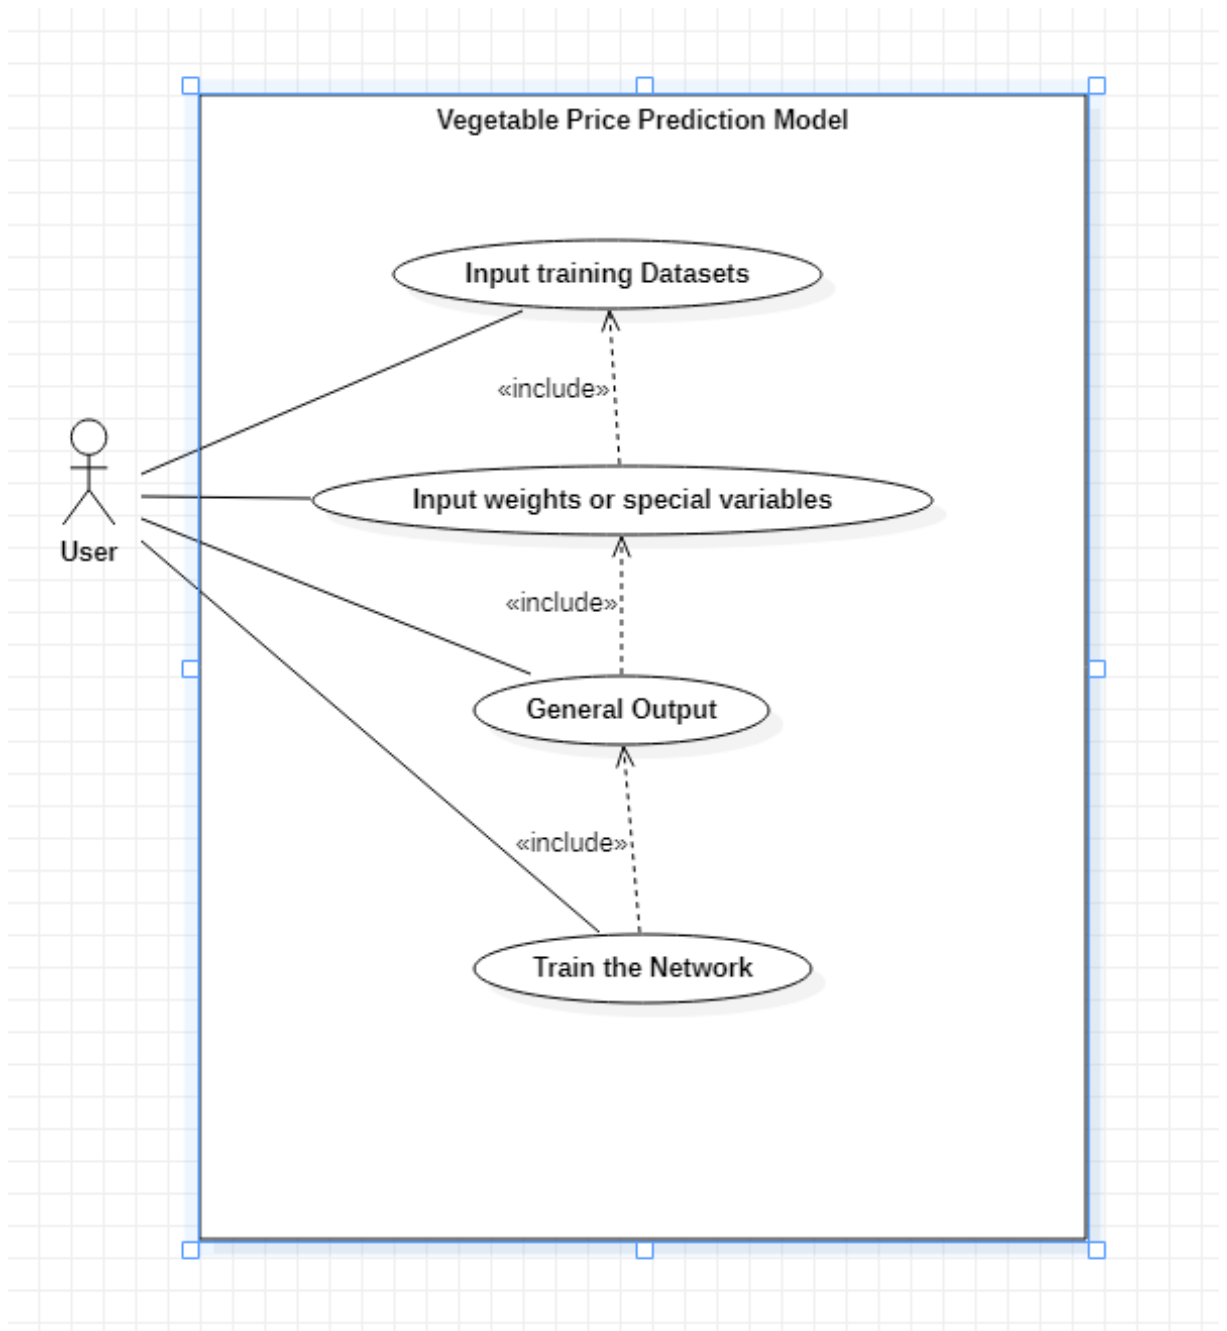 Vegetable Price Prediction Model
Input training Datasets
«include»
Input weights or special variables
User
«include»
General Output
«include»
Train the Network